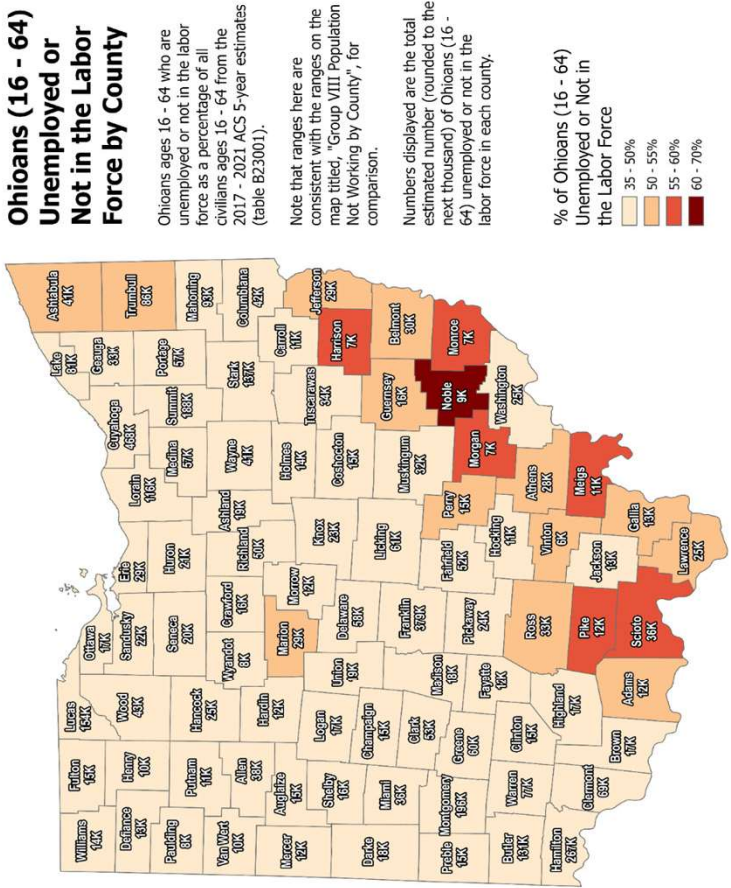 Ohioans (16 - 64)
Unemployed or
Not in the Labor
Force by County
Ohioans ages 16 - 64 who are
unemployed or not in the labor
force as a percentage of all
civilians ages 16 - 64 from the
2017 - 2021 ACS 5-year estimates
(table B23001).
Note that ranges here are
consistent with the ranges on the
map titled, "Group VIII Population
Not Working by County", for
comparison.
Numbers displayed are the total
estimated number (rounded to the
next thousand) of Ohioans (16 -
64) unemployed or not in the
labor force in each county.
% of Ohioans (16 - 64)
Unemployed or Not in
the Labor Force
35 - 50%
50 - 55%
55 - 60%
60 - 70%
Williams
14K
Fulton
15K
Lucas
154K
Ottawa
17K
Lake
61K
Ashtabula
41K
Defiance
13K
Henry
10K
Wood
43K
Sandusky
22K
Erie
29K
Lorain
116K
Cuyahoga
Geauga
33K
Trumbull
86K
Paulding
8K
Putnam
11K
Hancock
25K
Seneca
20K
Huron
21K
Medina
57K
Summit
188K
Portage
57K
Mahoning
93K
Van Wert
10K
Allen
38K
Hardin
12K
Wyandot
8K
Crawford
16K
Richland
50K
Ashland
19K
Wayne
41K
Stark
137K
Columbiana
42K
Mercer
12K
Auglaize
15K
Marion
29K
Morrow
12K
Holmes
14K
Carroll
11K
Jefferson
29K
Shelby
16K
Logan
17K
Union
19K
Delaware
58K
Knox
23K
Coshocton
15K
Tuscarawas
34K
Harrison
7K
Darke
18K
Miami
36K
Champaign
15K
Clark
53K
Madison
18K
Franklin
379K
Licking
61K
Muskingum
32K
Guernsey
16K
Belmont
30K
Preble
15K
Montgomery
196K
Greene
60K
Fayette
12K
Pickaway
24K
Fairfield
52K
Perry
15K
Morgan
7K
Noble
9K
Monroe
7K
Butler
131K
Warren
77K
Clinton
15K
Highland
17K
Ross
33K
Hocking
11K
Athens
28K
Washington
25K
Hamilton
267K
Clermont
69K
Brown
17K
Adams
12K
Pike
12K
Scioto
36K
Jackson
13K
Vinton
6K
Meigs
11K
Gallia
13K
Lawrence
25K